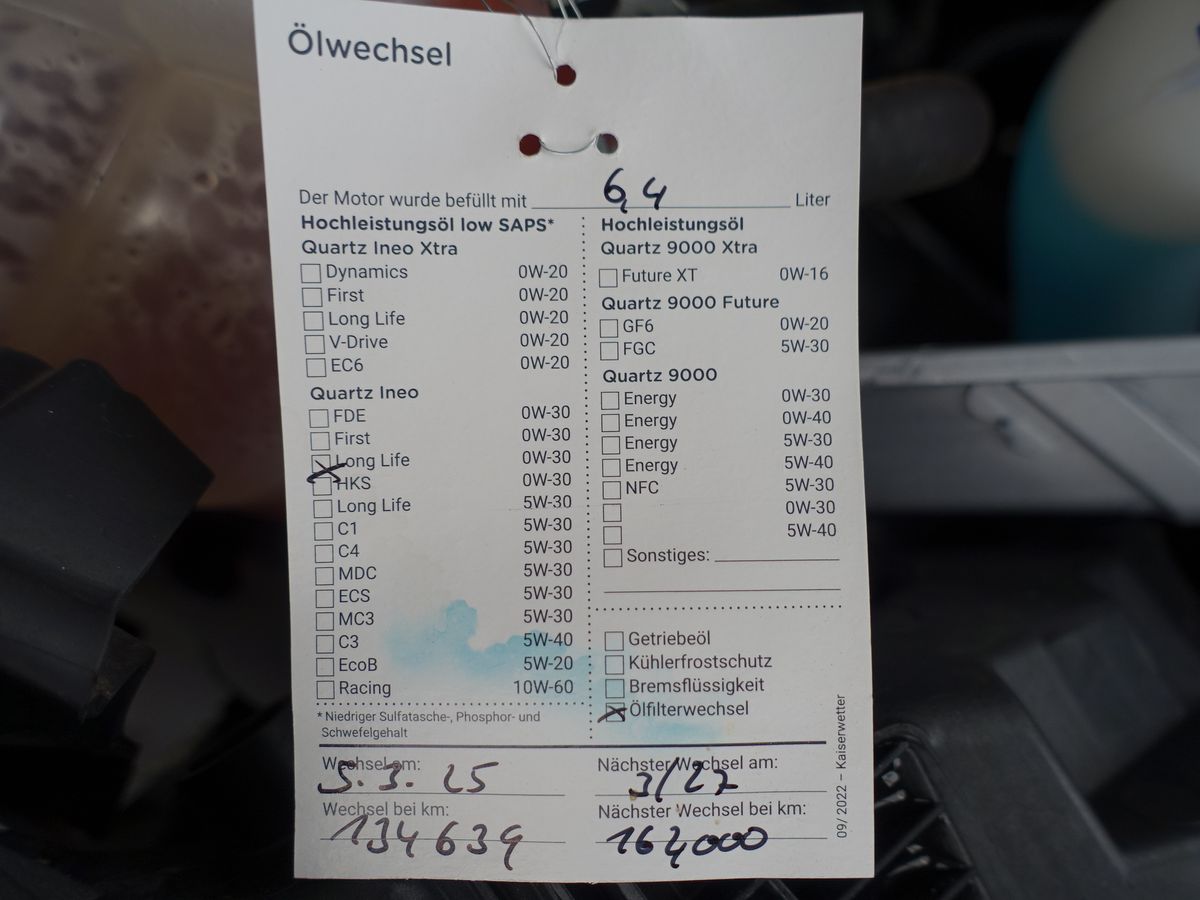 Ölwechsel
Der Motor wurde befüllt mit 6,4 Liter
Hochleistungsöl low SAPS*
Quartz Ineo Xtra
Dynamics 0W-20
First 0W-20
Long Life 0W-20
V-Drive 0W-20
EC6 0W-20
Quartz Ineo
FDE 0W-30
First 0W-30
Long Life 0W-30
HKS 0W-30
Long Life 5W-30
C1 5W-30
C4 5W-30
MDC 5W-30
ECS 5W-30
MC3 5W-30
C3 5W-40
EcoB 5W-20
Racing 10W-60
* Niedriger Sulfatasche-, Phosphor- und
Schwefelgehalt
Hochleistungsöl
Quartz 9000 Xtra
Future XT 0W-16
Quartz 9000 Future
GF6 0W-20
FGC 5W-30
Quartz 9000
Energy 0W-30
Energy 0W-40
Energy 5W-30
Energy 5W-40
NFC 5W-30
0W-30
5W-40
Sonstiges:
Getriebeöl
Kühlerfrostschutz
Bremsflüssigkeit
Ölfilterwechsel
Wechsel am: 5.3.25
Nächster Wechsel am: 3/27
Wechsel bei km: 134639
Nächster Wechsel bei km: 164000
09/ 2022 – Kaiserwetter